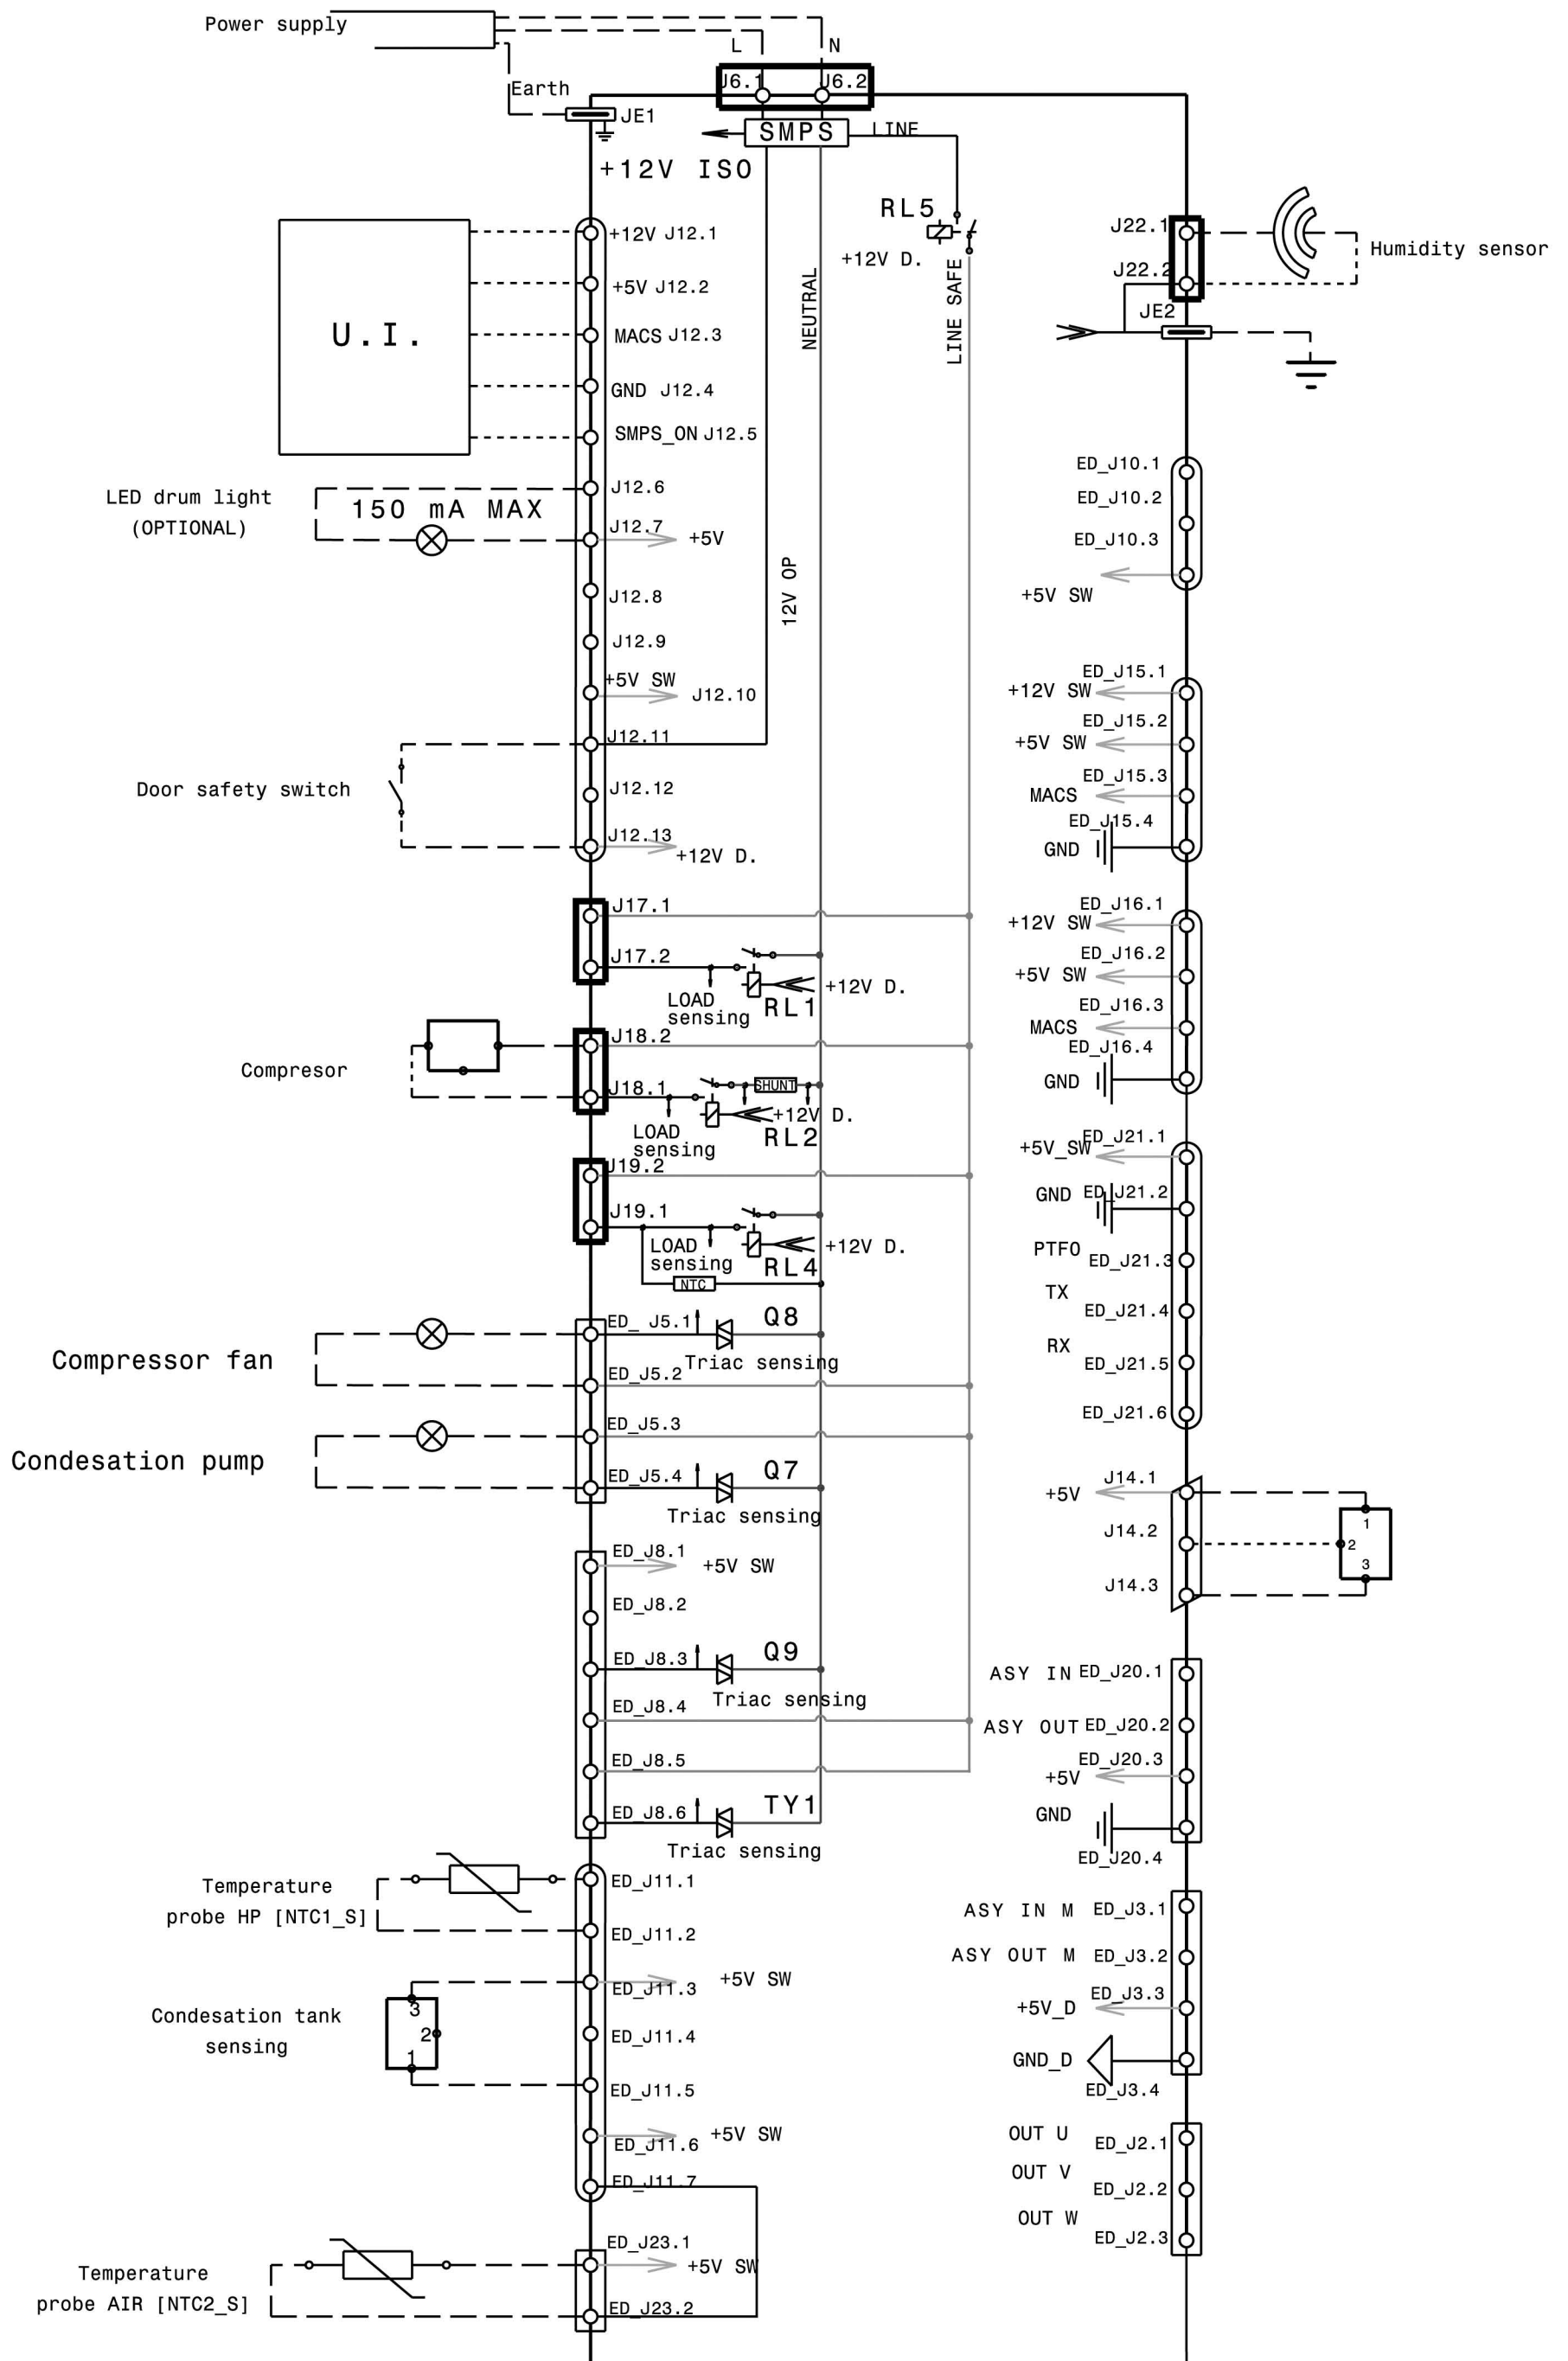 Power supply
L
N
J6.1
J6.2
Earth
JE1
SMPS
LINE
+12V ISO
RL5
+12V D.
LINE SAFE
NEUTRAL
12V OP
U.I.
+12V J12.1
+5V J12.2
MACS J12.3
GND J12.4
SMPS_ON J12.5
LED drum light
(OPTIONAL)
150 mA MAX
J12.6
J12.7
+5V
J12.8
J12.9
+5V SW
J12.10
J12.11
Door safety switch
J12.12
J12.13
+12V D.
J17.1
J17.2
LOAD
sensing
RL1
+12V D.
Compresor
J18.2
J18.1
SHUNT
+12V D.
LOAD
sensing
RL2
J19.2
J19.1
LOAD
sensing
RL4
+12V D.
NTC
Compressor fan
ED_ J5.1
Q8
Triac sensing
ED_J5.2
Condesation pump
ED_J5.3
ED_J5.4
Q7
Triac sensing
ED_J8.1
+5V SW
ED_J8.2
ED_J8.3
Q9
Triac sensing
ED_J8.4
ED_J8.5
ED_J8.6
TY1
Triac sensing
Temperature
probe HP [NTC1_S]
ED_J11.1
ED_J11.2
Condesation tank
sensing
3
2
1
ED_J11.3
+5V SW
ED_J11.4
ED_J11.5
ED_J11.6
+5V SW
ED_J11.7
Temperature
probe AIR [NTC2_S]
ED_J23.1
+5V SW
ED_J23.2
J22.1
J22.2
Humidity sensor
JE2
ED_J10.1
ED_J10.2
ED_J10.3
+5V SW
ED_J15.1
+12V SW
ED_J15.2
+5V SW
ED_J15.3
MACS
ED_J15.4
GND
ED_J16.1
+12V SW
ED_J16.2
+5V SW
ED_J16.3
MACS
ED_J16.4
GND
ED_J21.1
+5V_SW
GND ED_J21.2
PTFO
ED_J21.3
TX
ED_J21.4
RX
ED_J21.5
ED_J21.6
J14.1
+5V
J14.2
J14.3
1
2
3
ASY IN ED_J20.1
ASY OUT ED_J20.2
ED_J20.3
+5V
GND
ED_J20.4
ASY IN M ED_J3.1
ASY OUT M ED_J3.2
ED_J3.3
+5V_D
GND_D
ED_J3.4
OUT U
ED_J2.1
OUT V
ED_J2.2
OUT W
ED_J2.3